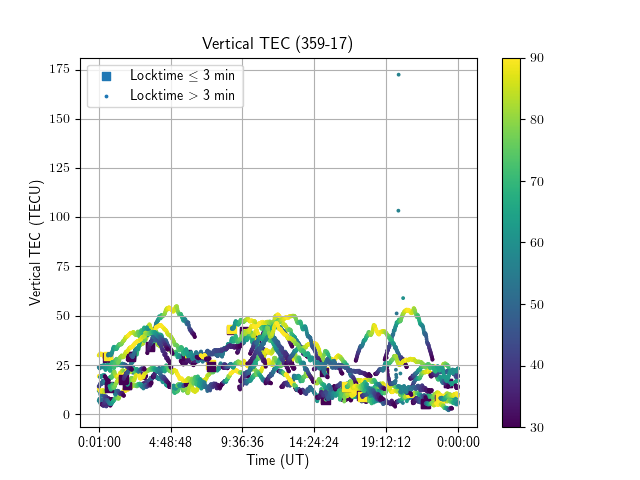 Vertical TEC (359-17)
Locktime ≤ 3 min
Locktime > 3 min
Vertical TEC (TECU)
175
150
125
100
75
50
25
0
0:01:00 4:48:48 9:36:36 14:24:24 19:12:12 0:00:00
Time (UT)
90
80
70
60
50
40
30